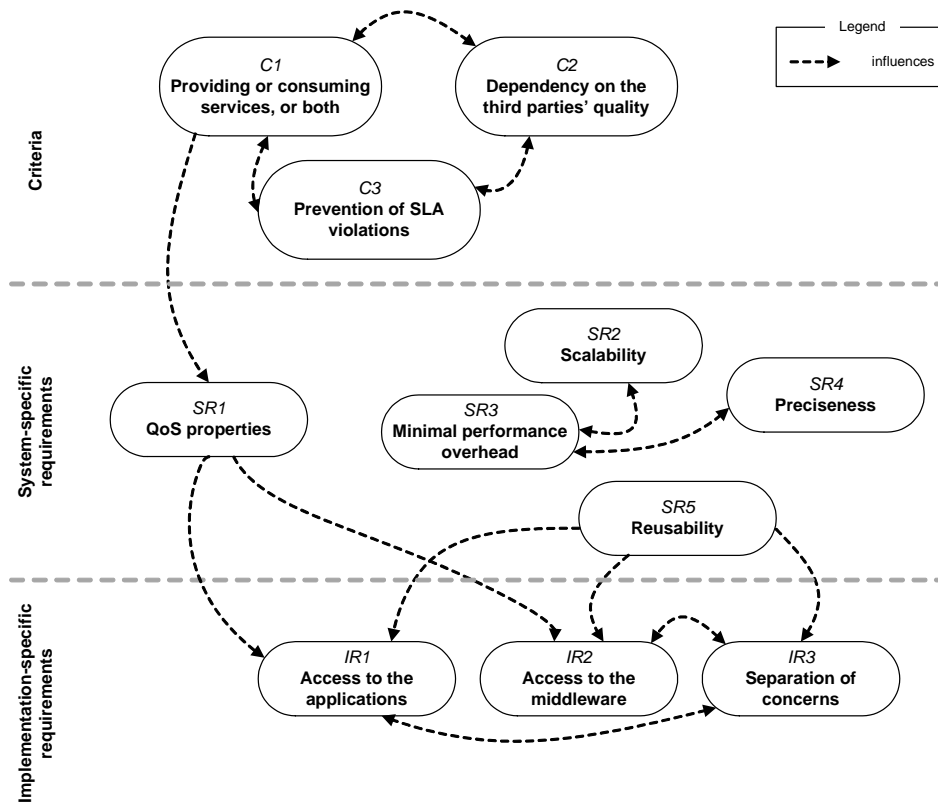 Legend
influences
Criteria
C1
Providing or consuming
services, or both
C2
Dependency on the
third parties' quality
C3
Prevention of SLA
violations
System-specific
requirements
SR1
QoS properties
SR2
Scalability
SR3
Minimal performance
overhead
SR4
Preciseness
SR5
Reusability
Implementation-specific
requirements
IR1
Access to the
applications
IR2
Access to the
middleware
IR3
Separation of
concerns